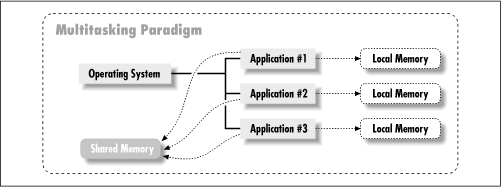 Multitasking Paradigm
Application #1
Local Memory
Operating System
Application #2
Local Memory
Application #3
Local Memory
Shared Memory